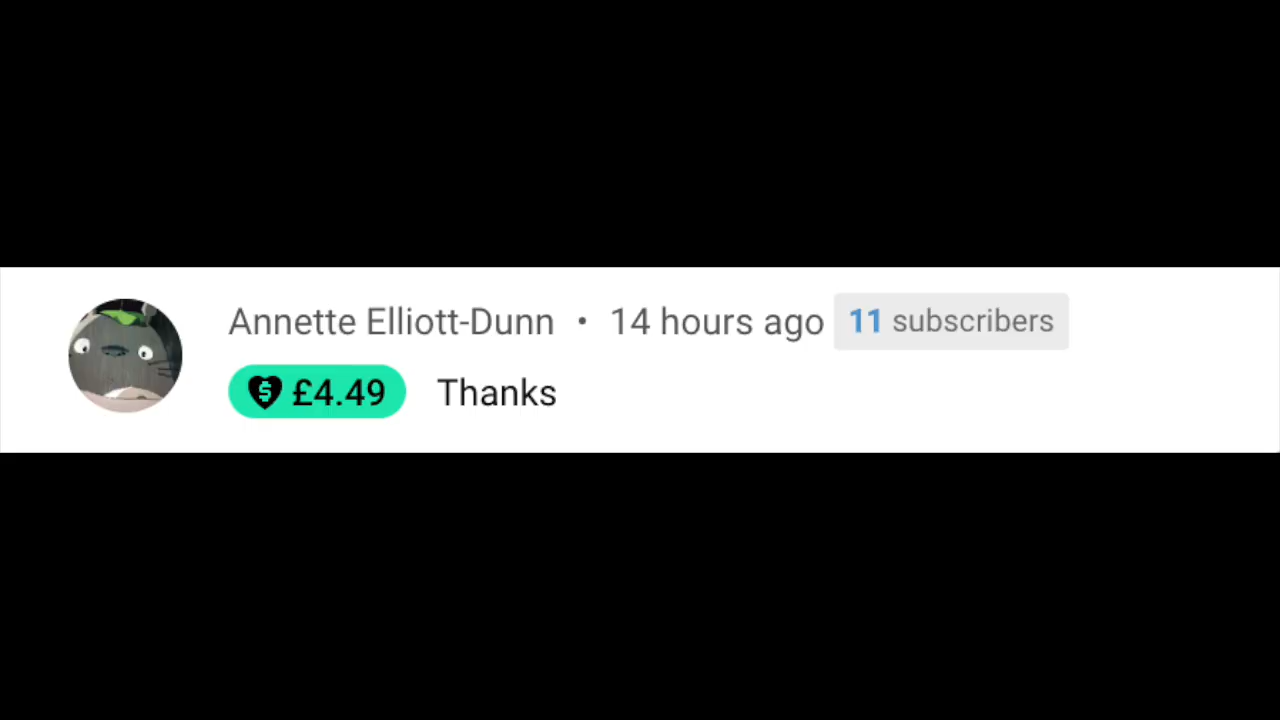 Annette Elliott-Dunn • 14 hours ago 11 subscribers
£4.49 Thanks